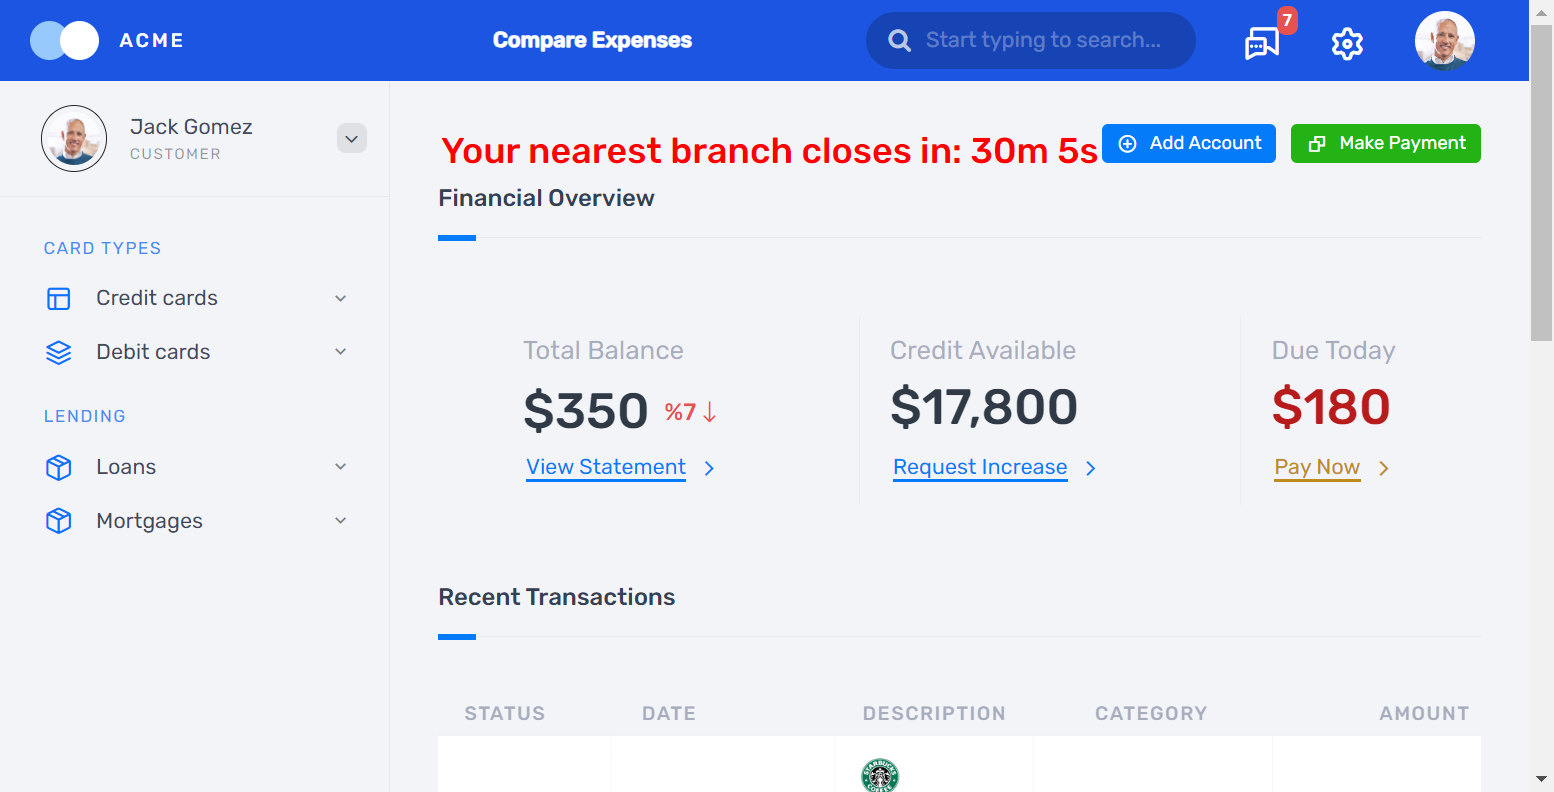 ACME
Compare Expenses
Start typing to search...
7
Jack Gomez
CUSTOMER
Your nearest branch closes in: 30m 5s
Add Account
Make Payment
Financial Overview
CARD TYPES
Credit cards
Debit cards
LENDING
Loans
Mortgages
Total Balance
$350 %7
View Statement
Credit Available
$17,800
Request Increase
Due Today
$180
Pay Now
Recent Transactions
STATUS DATE DESCRIPTION CATEGORY AMOUNT
STARBUCKS
COFFEE